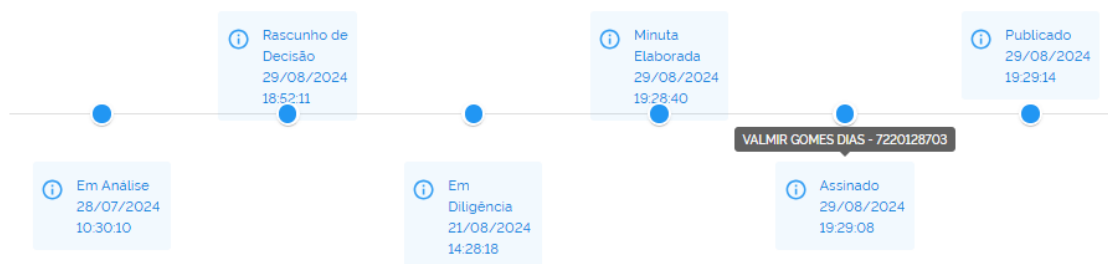 Rascunho de
Decisão
29/08/2024
18:52:11
Minuta
Elaborada
29/08/2024
19:28:40
Publicado
29/08/2024
19:29:14
VALMIR GOMES DIAS - 7220128703
Em Análise
28/07/2024
10:30:10
Em
Diligência
21/08/2024
14:28:18
Assinado
29/08/2024
19:29:08